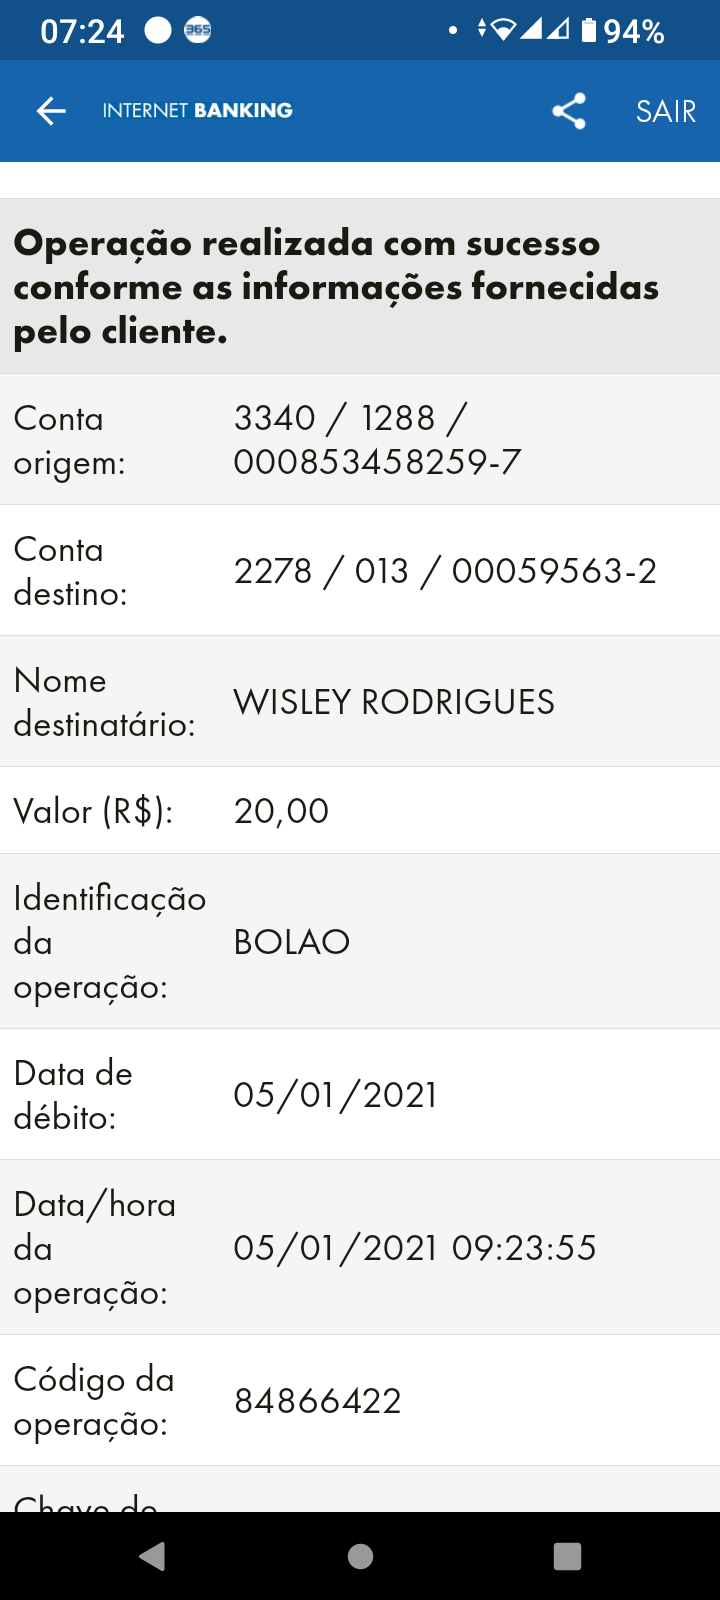 07:24 365 94%
INTERNET BANKING SAIR
Operação realizada com sucesso
conforme as informações fornecidas
pelo cliente.
Conta
origem:
3340 / 1288 /
000853458259-7
Conta
destino:
2278 / 013 / 00059563-2
Nome
destinatário:
WISLEY RODRIGUES
Valor (R$): 20,00
Identificação
da
operação:
BOLAO
Data de
débito:
05/01/2021
Data/hora
da
operação:
05/01/2021 09:23:55
Código da
operação:
84866422
Chave de